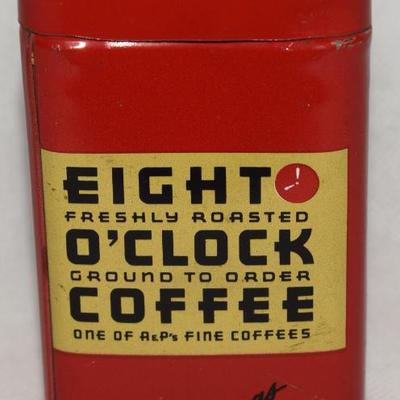 EIGHT
FRESHLY ROASTED
O'CLOCK
GROUND TO ORDER
COFFEE
ONE OF A&P's FINE COFFEES